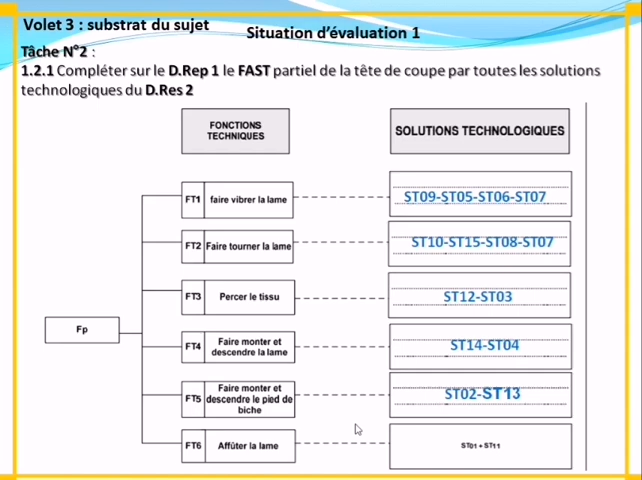 Volet 3 : substrat du sujet
Situation d’évaluation 1
Tâche N°2 :
1.2.1 Compléter sur le D.Rep 1 le FAST partiel de la tête de coupe par toutes les solutions
technologiques du D.Res 2
FONCTIONS
TECHNIQUES
SOLUTIONS TECHNOLOGIQUES
FT1 faire vibrer la lame
ST09-ST05-ST06-ST07
FT2 Faire tourner la lame
ST10-ST15-ST08-ST07
FT3 Percer le tissu
ST12-ST03
Fp
FT4 Faire monter et
descendre la lame
ST14-ST04
FT5 Faire monter et
descendre le pied de
biche
ST02-ST13
FT6 Affûter la lame
ST01 + ST11